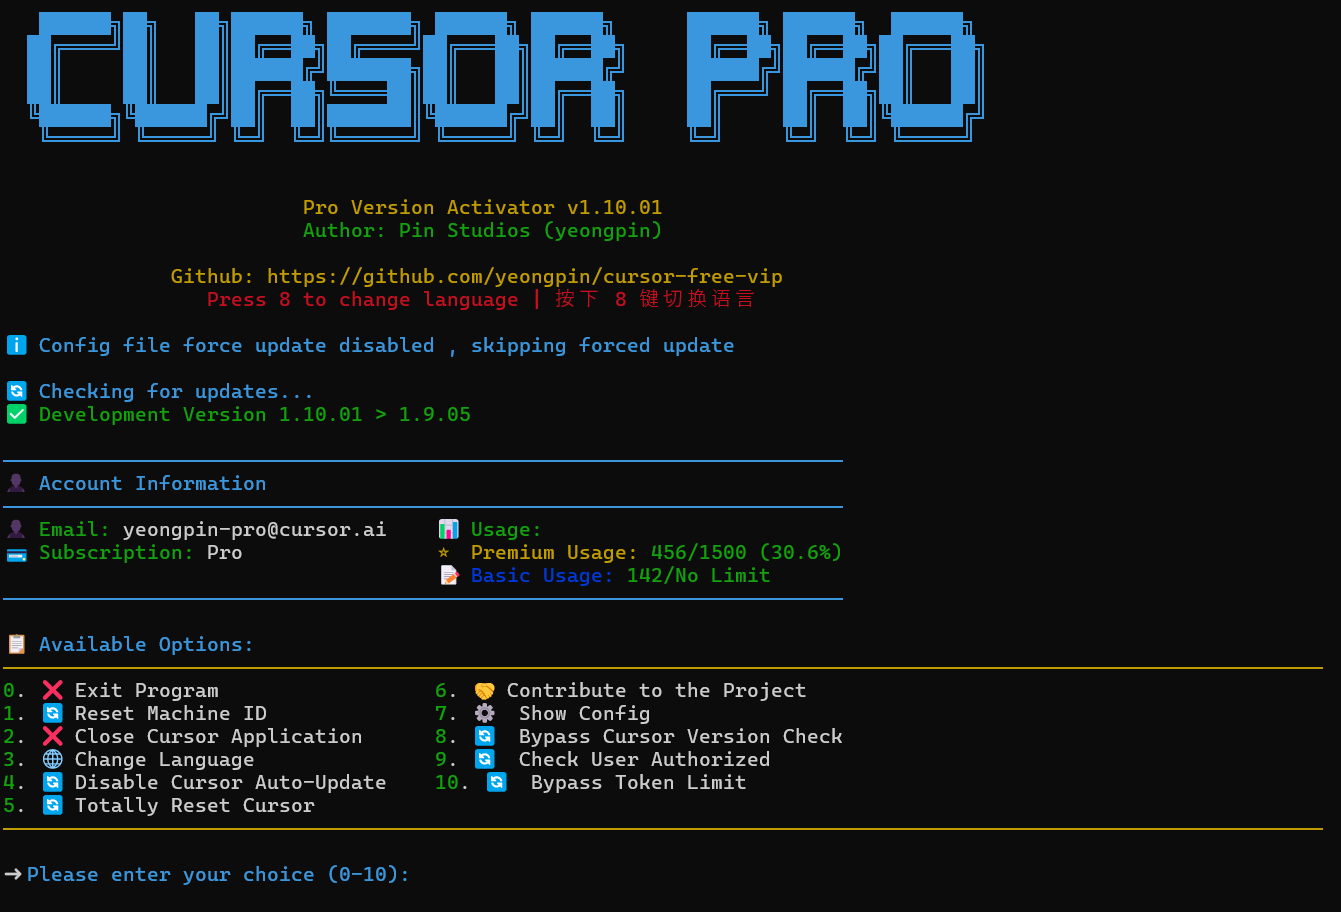 CURSOR PRO
Pro Version Activator v1.10.01
Author: Pin Studios (yeongpin)
Github: https://github.com/yeongpin/cursor-free-vip
Press 8 to change language | 按下 8 键切换语言
Config file force update disabled , skipping forced update
Checking for updates...
Development Version 1.10.01 > 1.9.05
Account Information
Email: yeongpin-pro@cursor.ai
Subscription: Pro
Usage:
Premium Usage: 456/1500 (30.6%)
Basic Usage: 142/No Limit
Available Options:
0. Exit Program
1. Reset Machine ID
2. Close Cursor Application
3. Change Language
4. Disable Cursor Auto-Update
5. Totally Reset Cursor
6. Contribute to the Project
7. Show Config
8. Bypass Cursor Version Check
9. Check User Authorized
10. Bypass Token Limit
→Please enter your choice (0-10):